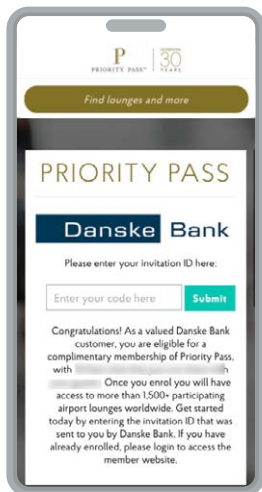 P
PRIORITY PASS™
CELEBRATING
30
YEARS
Find lounges and more
PRIORITY PASS
Danske Bank
Please enter your invitation ID here:
Enter your code here
Submit
Congratulations! As a valued Danske Bank
customer, you are eligible for a
complimentary membership of Priority Pass,
with
Once you enrol you will have
access to more than 1,500+ participating
airport lounges worldwide. Get started
today by entering the invitation ID that was
sent to you by Danske Bank. If you have
already enrolled, please login to access the
member website.